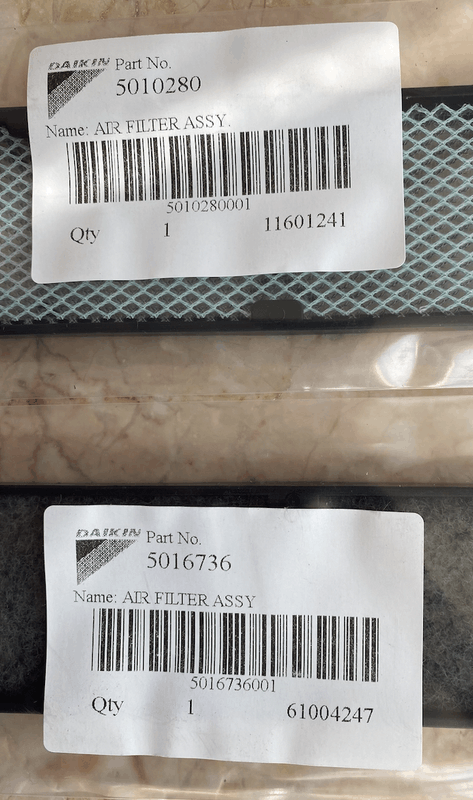 DAIKIN Part No.
5010280
Name: AIR FILTER ASSY.
5010280001
Qty 1 11601241
DAIKIN Part No.
5016736
Name: AIR FILTER ASSY
5016736001
Qty 1 61004247